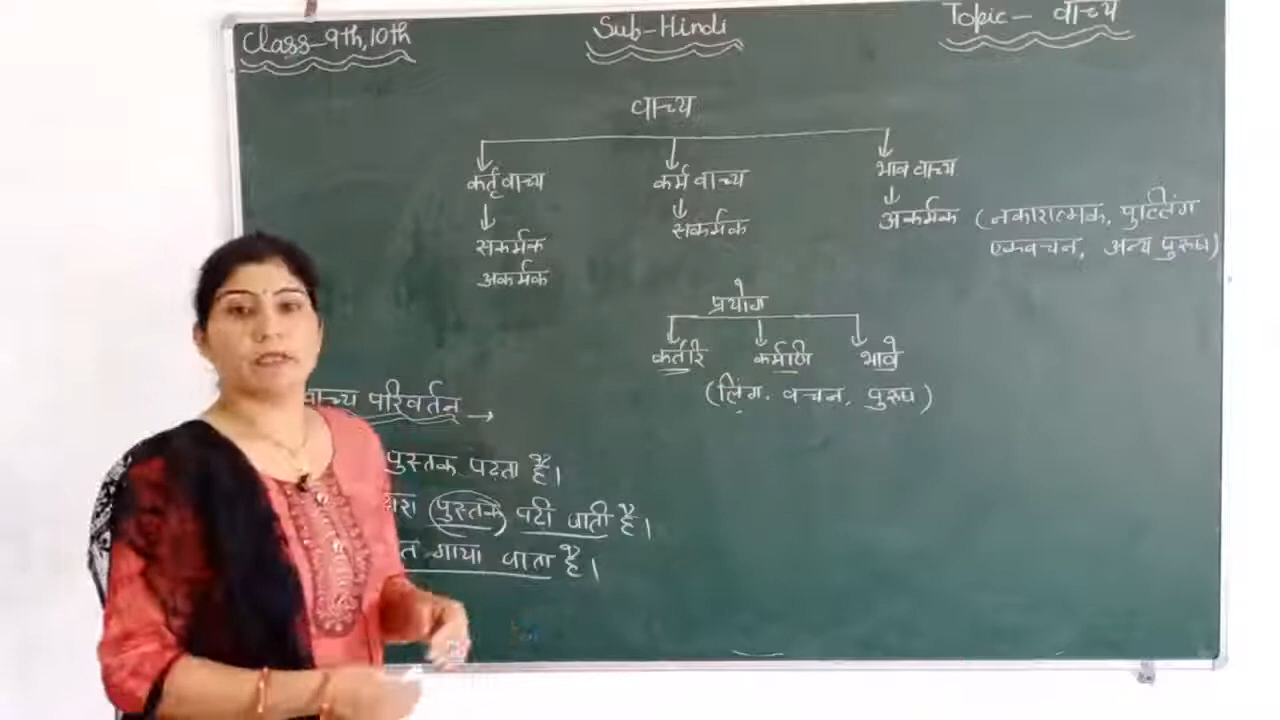 Class-9th,10th
Sub-Hindi
Topic- वाच्य
वाच्य
कर्तृवाच्य कर्म वाच्य भाव वाच्य
सकर्मक सकर्मक अकर्मक (नकारात्मक, पुल्लिंग
अकर्मक एकवचन, अन्य पुरुष)
प्रयोग
कर्तरि कर्मणी भावे
(लिंग. वचन, पुरुष)
वाच्य परिवर्तन →
पुस्तक पढ़ता है।
द्वारा (पुस्तक) पढी जाती है।
गाया जाता है।